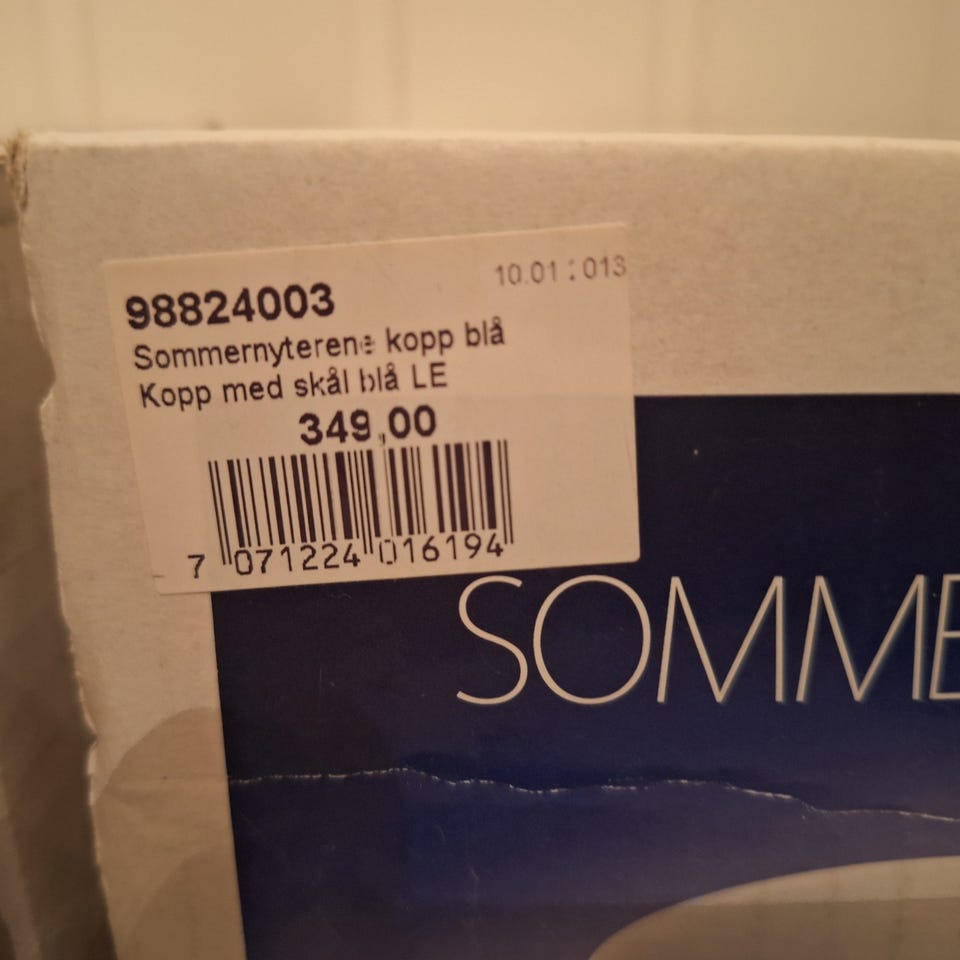 98824003
10.01.2013
Sommernyterene kopp blå
Kopp med skål blå LE
349,00
7 071224 016194
SOMME